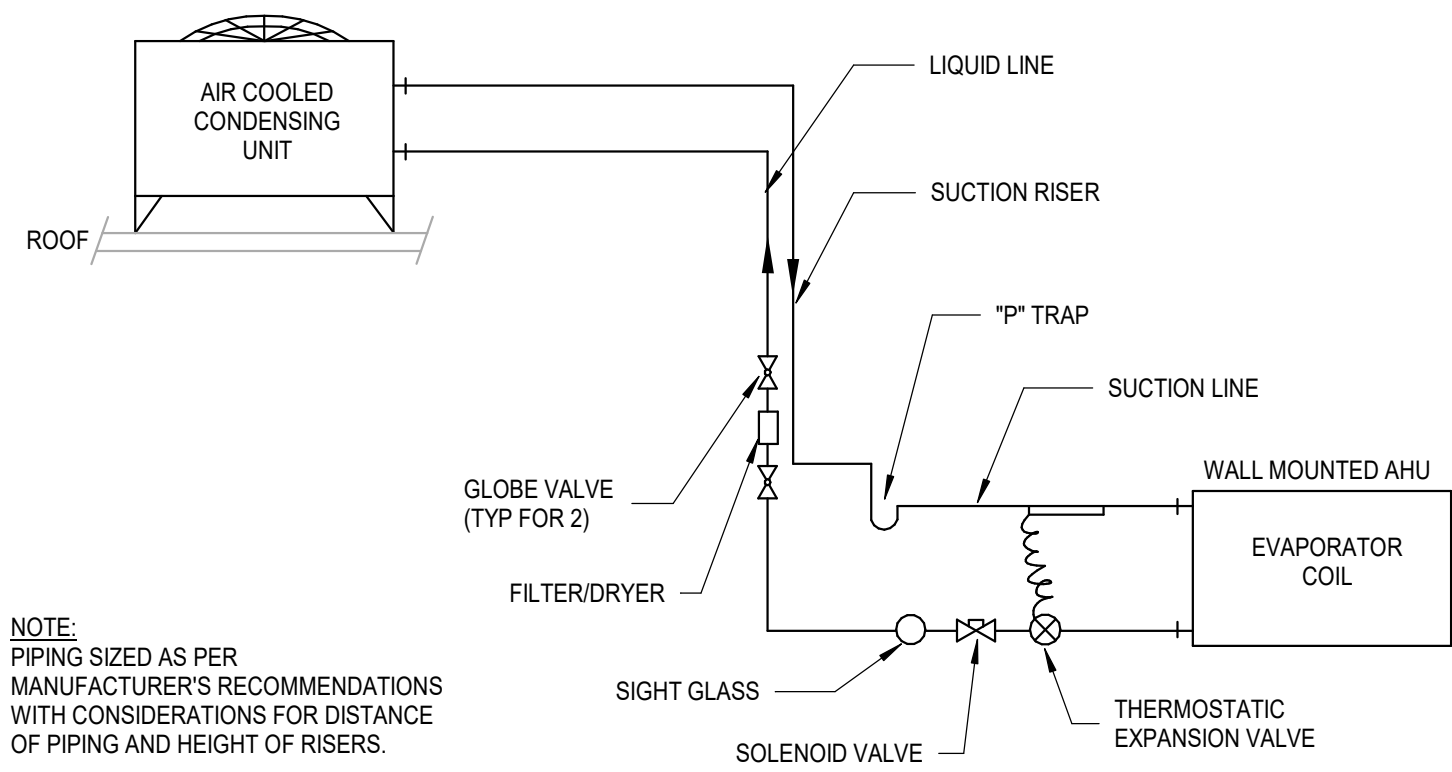 LIQUID LINE
AIR COOLED
CONDENSING
UNIT
SUCTION RISER
ROOF
"P" TRAP
SUCTION LINE
WALL MOUNTED AHU
GLOBE VALVE
(TYP FOR 2)
EVAPORATOR
COIL
FILTER/DRYER
NOTE:
PIPING SIZED AS PER
MANUFACTURER'S RECOMMENDATIONS
WITH CONSIDERATIONS FOR DISTANCE
OF PIPING AND HEIGHT OF RISERS.
SIGHT GLASS
SOLENOID VALVE
THERMOSTATIC
EXPANSION VALVE